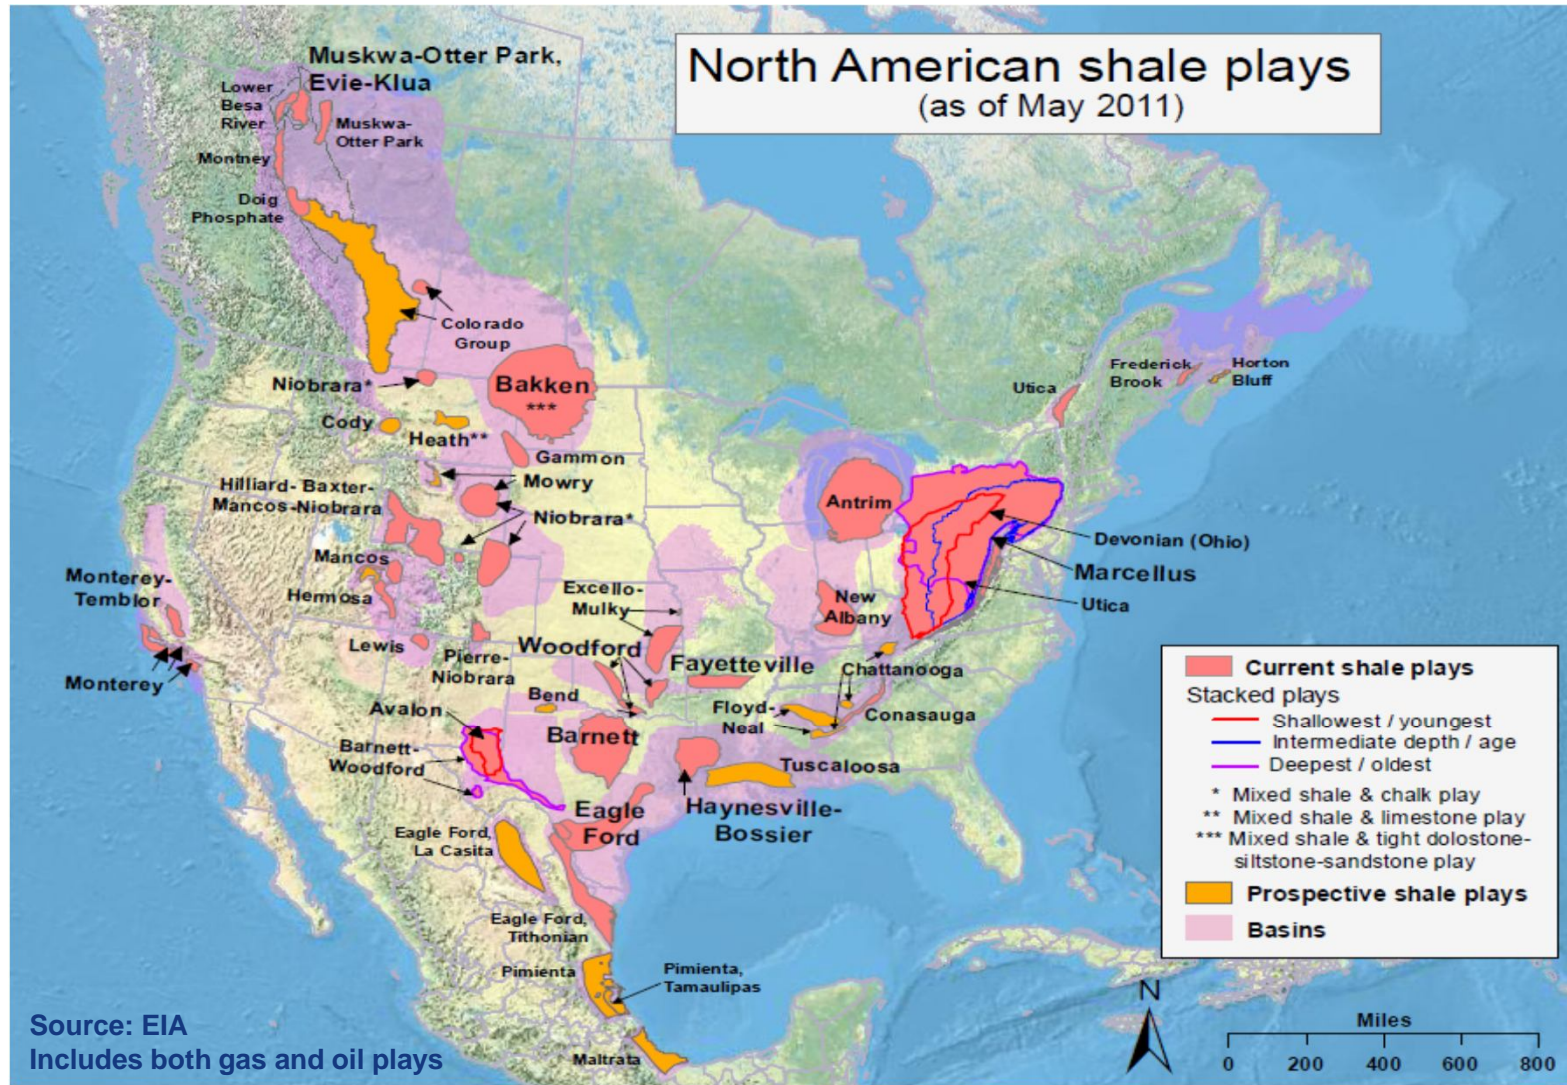 North American shale plays
(as of May 2011)
Muskwa-Otter Park,
Evie-Klua
Lower
Besa
River
Muskwa-
Otter Park
Montney
Doig
Phosphate
Colorado
Group
Niobrara*
Bakken
***
Cody
Heath**
Gammon
Mowry
Hilliard- Baxter-
Mancos-Niobrara
Niobrara*
Mancos
Hermosa
Monterey-
Temblor
Monterey
Lewis
Pierre-
Niobrara
Excello-
Mulky
Woodford
Fayetteville
Bend
Avalon
Barnett
Barnett-
Woodford
Eagle
Ford
Haynesville-
Bossier
Tuscaloosa
Floyd-
Neal
Chattanooga
Conasauga
New
Albany
Antrim
Devonian (Ohio)
Marcellus
Utica
Utica
Frederick
Brook
Horton
Bluff
Eagle Ford,
La Casita
Eagle Ford,
Tithonian
Pimienta
Pimienta,
Tamaulipas
Maltrata
Current shale plays
Stacked plays
Shallowest / youngest
Intermediate depth / age
Deepest / oldest
* Mixed shale & chalk play
** Mixed shale & limestone play
*** Mixed shale & tight dolostone-
siltstone-sandstone play
Prospective shale plays
Basins
N
Miles
0 200 400 600 800
Source: EIA
Includes both gas and oil plays